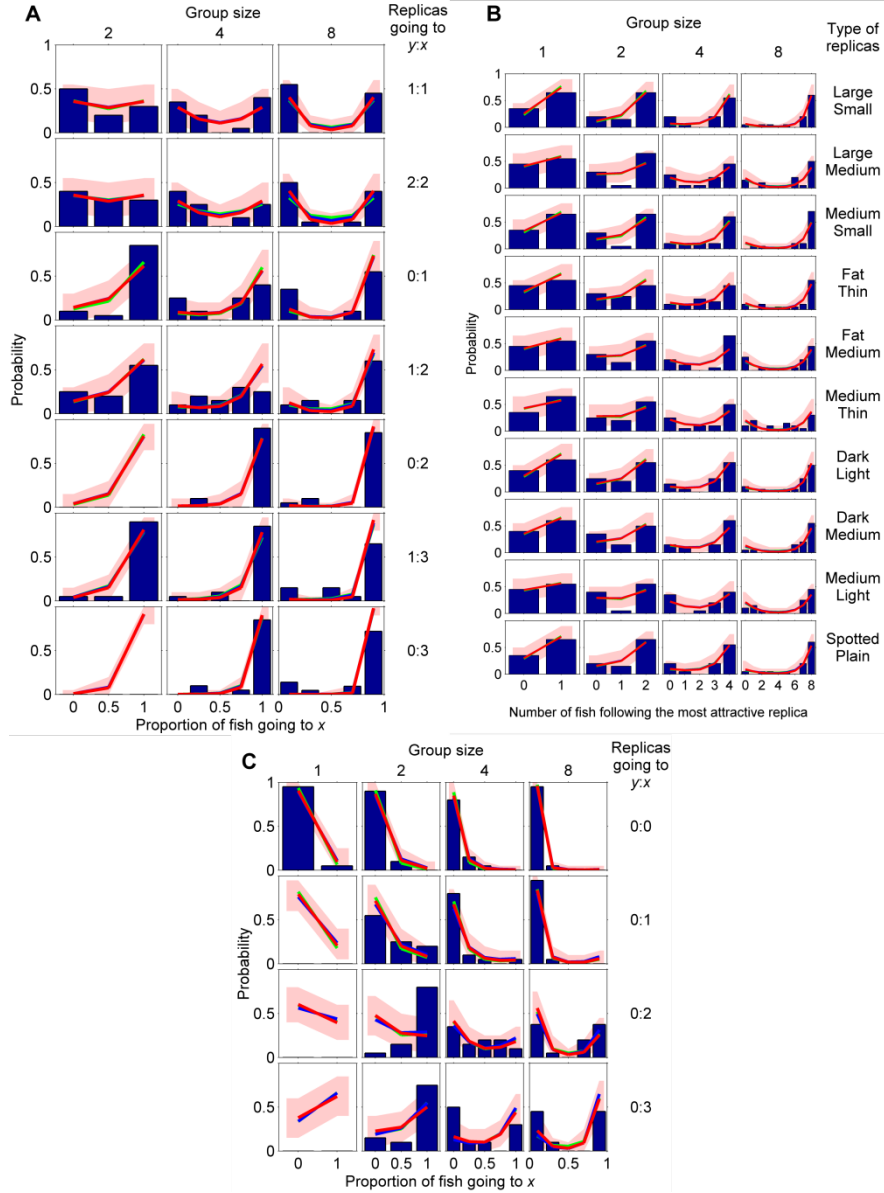 A
Group size
Replicas
going to
y:x
2 4 8
Probability
1
0.5
0
1:1
0.5
0
2:2
0.5
0
0:1
0.5
0
1:2
0.5
0
0:2
0.5
0
1:3
0.5
0
0:3
0 0.5 1 0 0.5 1 0 0.5 1
Proportion of fish going to x
B
Group size
Type of
replicas
1 2 4 8
Probability
1
0.5
0
Large
Small
0.5
0
Large
Medium
0.5
0
Medium
Small
0.5
0
Fat
Thin
0.5
0
Fat
Medium
0.5
0
Medium
Thin
0.5
0
Dark
Light
0.5
0
Dark
Medium
0.5
0
Medium
Light
0.5
0
Spotted
Plain
0 1 0 1 2 0 1 2 3 4 0 2 4 6 8
Number of fish following the most attractive replica
C
Group size
Replicas
going to
y:x
1 2 4 8
Probability
1
0.5
0
0:0
0.5
0
0:1
0.5
0
0:2
0.5
0
0:3
0 1 0 0.5 1 0 0.5 1 0 0.5 1
Proportion of fish going to x